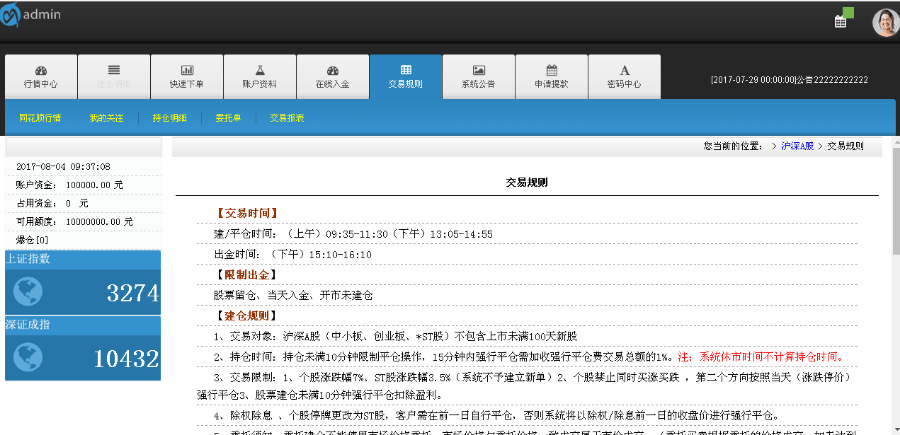 admin
行情中心
快速下单
账户资料
在线入金
交易规则
系统公告
申请提款
密码中心
[2017-07-29 00:00:00]公告22222222222
同花顺行情
我的关注
持仓明细
委托单
交易报表
您当前的位置： > 沪深A股 > 交易规则
2017-08-04 09:37:08
账户资金： 100000.00 元
占用资金： 0 元
可用额度： 10000000.00 元
爆仓[0]
上证指数
3274
深证成指
10432
交易规则
【交易时间】
建/平仓时间：（上午）09:35-11:30（下午）13:05-14:55
出金时间：（下午）15:10-16:10
【限制出金】
股票留仓、当天入金、开市未建仓
【建仓规则】
1、交易对象：沪深A股（中小板、创业板、*ST股）不包含上市未满100天新股
2、持仓时间：持仓未满10分钟限制平仓操作，15分钟内强行平仓需加收强行平仓费交易总额的1%。注：系统休市时间不计算持仓时间。
3、交易限制：1、个股涨跌幅7%、ST股涨跌幅3.5%（系统不予建立新单）2、个股禁止同时买涨买跌 ，第二个方向按照当天（涨跌停价）
强行平仓3、股票建仓未满10分钟强行平仓扣除盈利。
4、除权除息 、个股停牌更改为ST股，客户需在前一日自行平仓，否则系统将以除权/除息前一日的收盘价进行强行平仓。